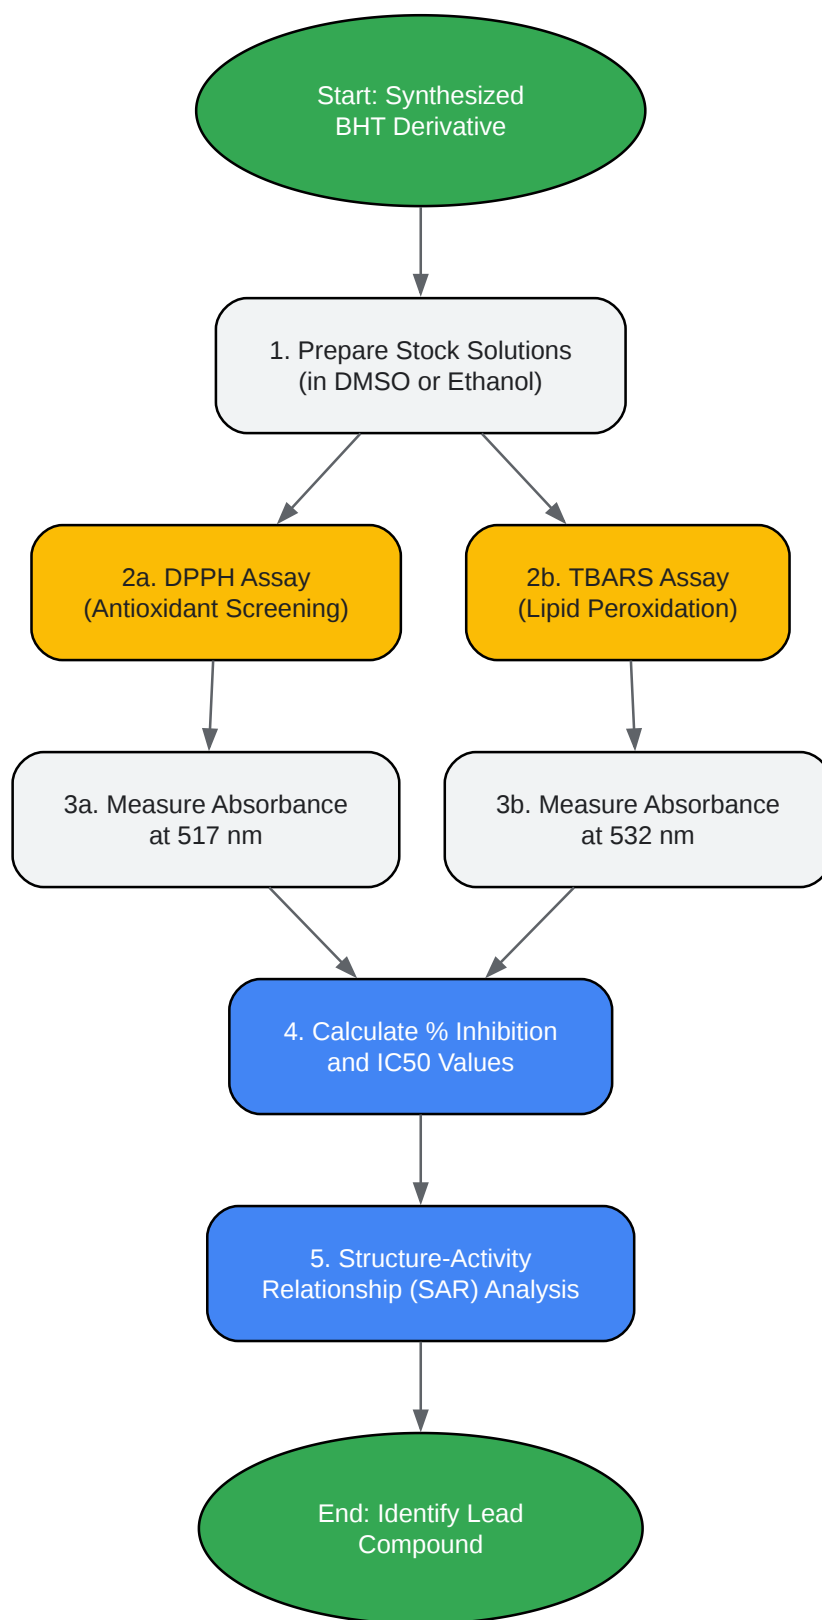 Start: Synthesized
BHT Derivative
1. Prepare Stock Solutions
(in DMSO or Ethanol)
2a. DPPH Assay
(Antioxidant Screening)
2b. TBARS Assay
(Lipid Peroxidation)
3a. Measure Absorbance
at 517 nm
3b. Measure Absorbance
at 532 nm
4. Calculate % Inhibition
and IC50 Values
5. Structure-Activity
Relationship (SAR) Analysis
End: Identify Lead
Compound